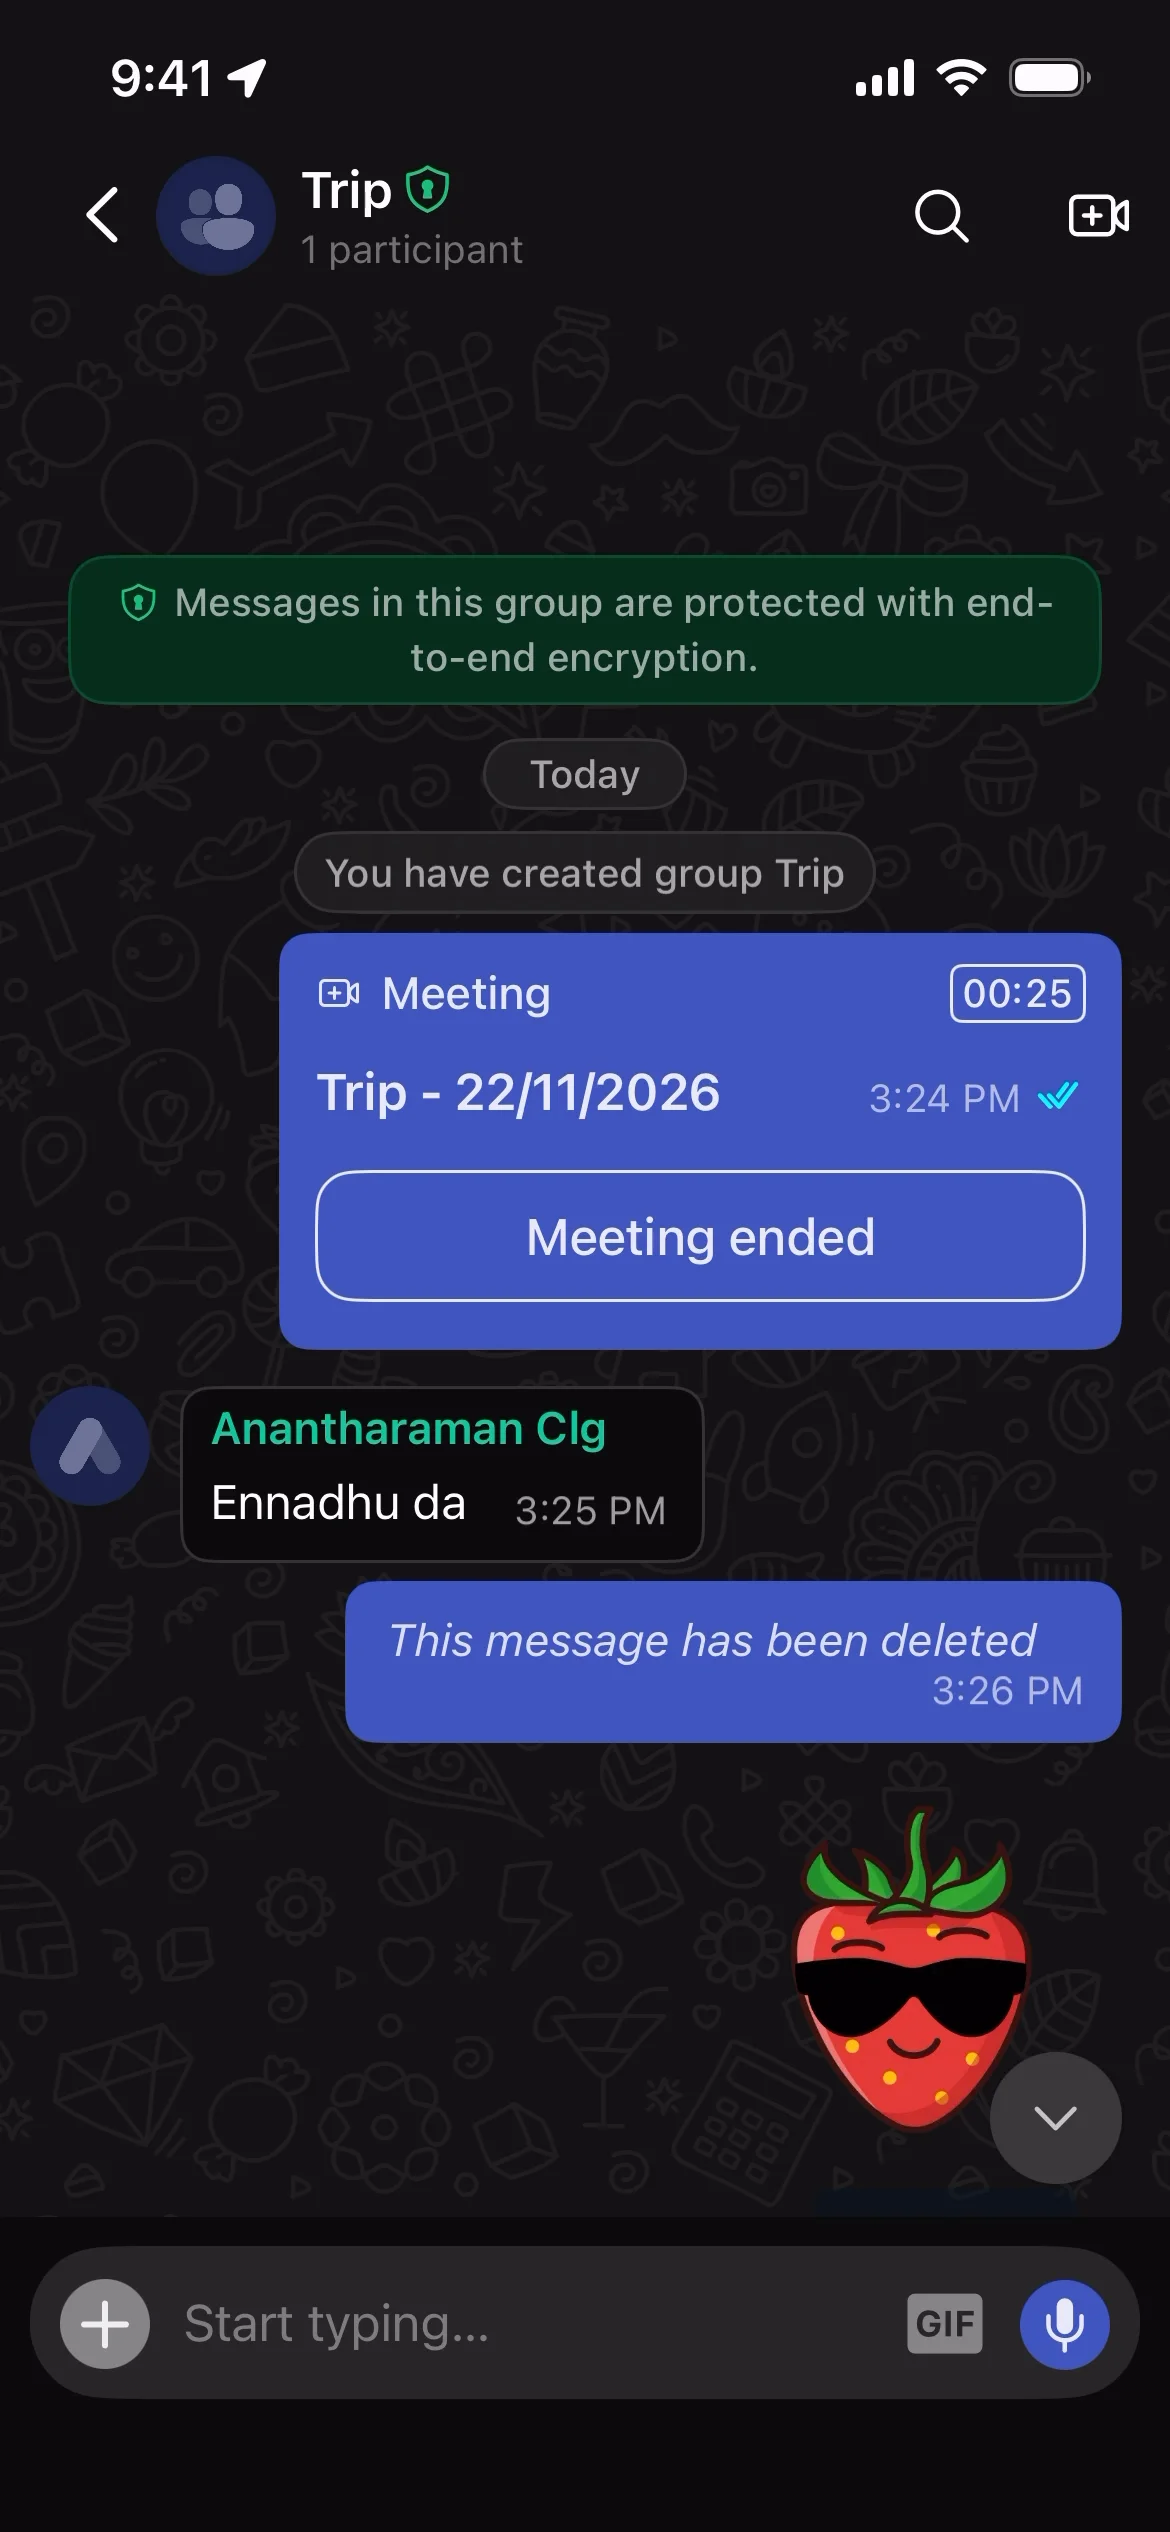 9:41
Trip
1 participant
Messages in this group are protected with end-
to-end encryption.
Today
You have created group Trip
Meeting
00:25
Trip - 22/11/2026
3:24 PM
Meeting ended
Anantharaman Clg
Ennadhu da
3:25 PM
This message has been deleted
3:26 PM
Start typing...
GIF